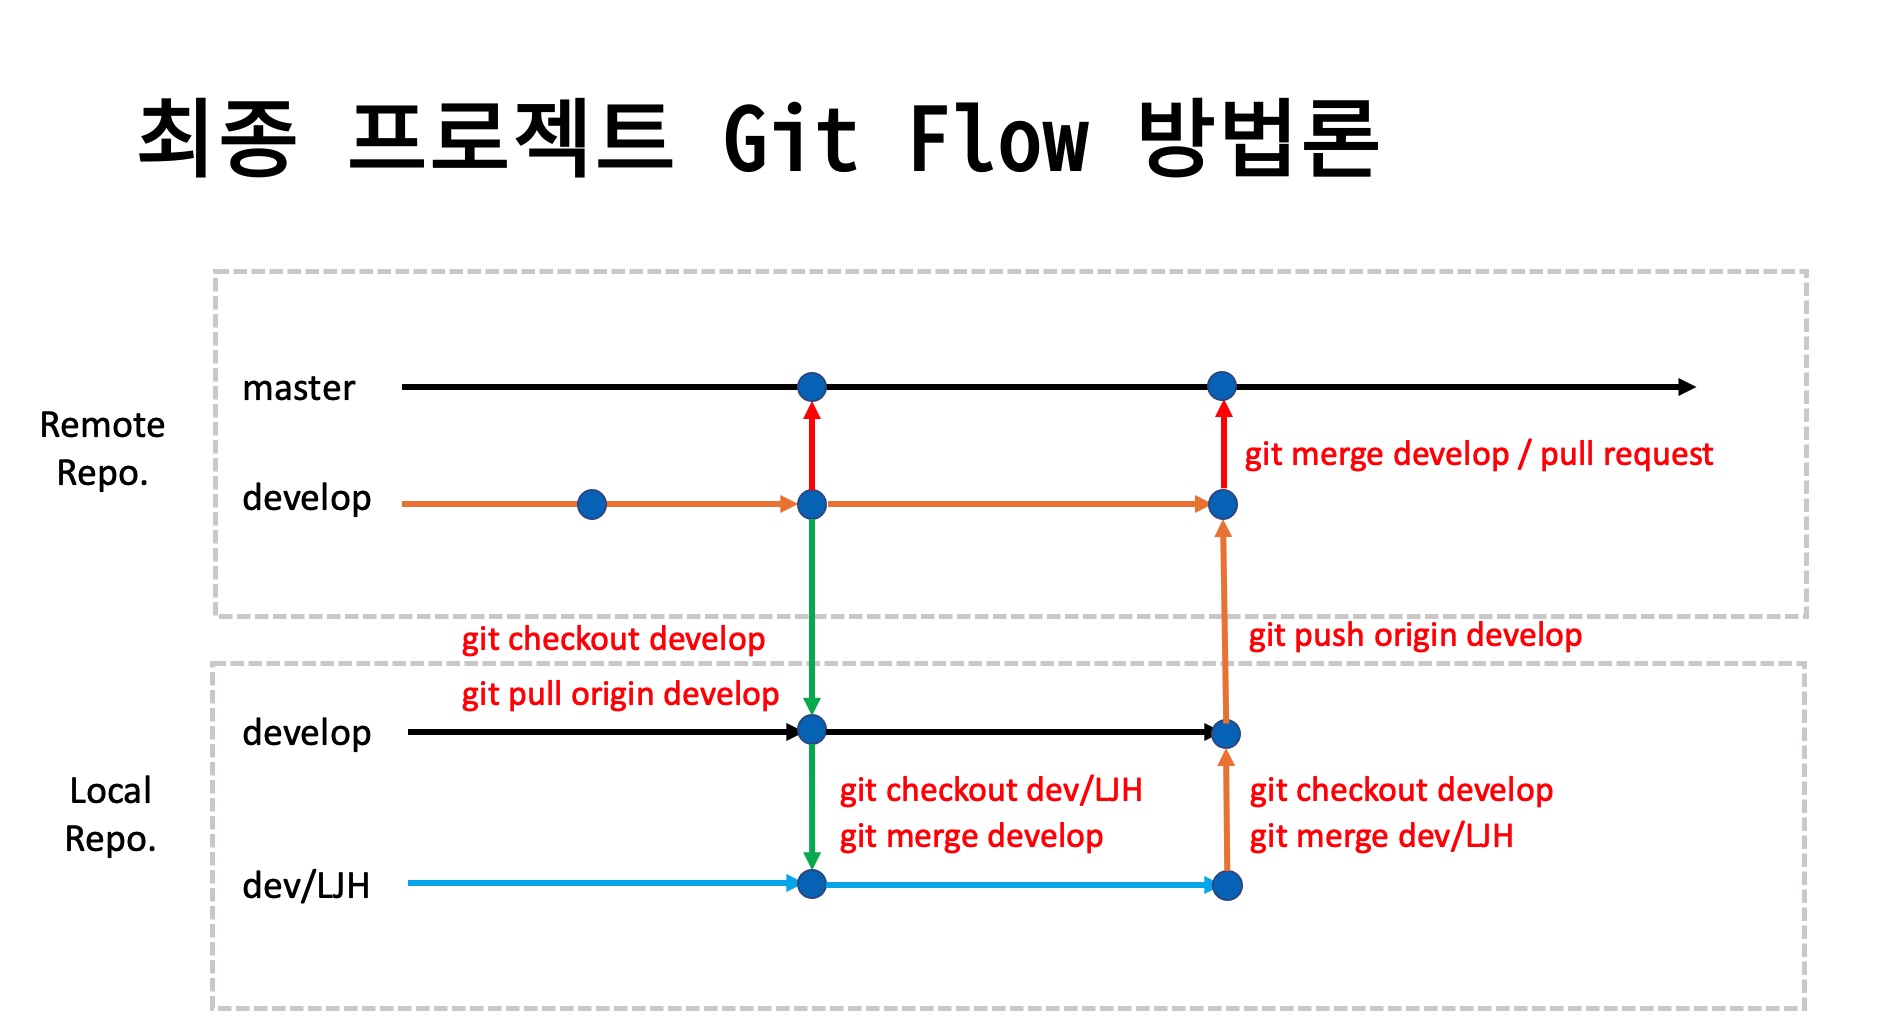 최종 프로젝트 Git Flow 방법론
master
Remote
Repo.
git merge develop / pull request
develop
git checkout develop
git push origin develop
git pull origin develop
develop
Local
Repo.
git checkout dev/LJH
git merge develop
git checkout develop
git merge dev/LJH
dev/LJH